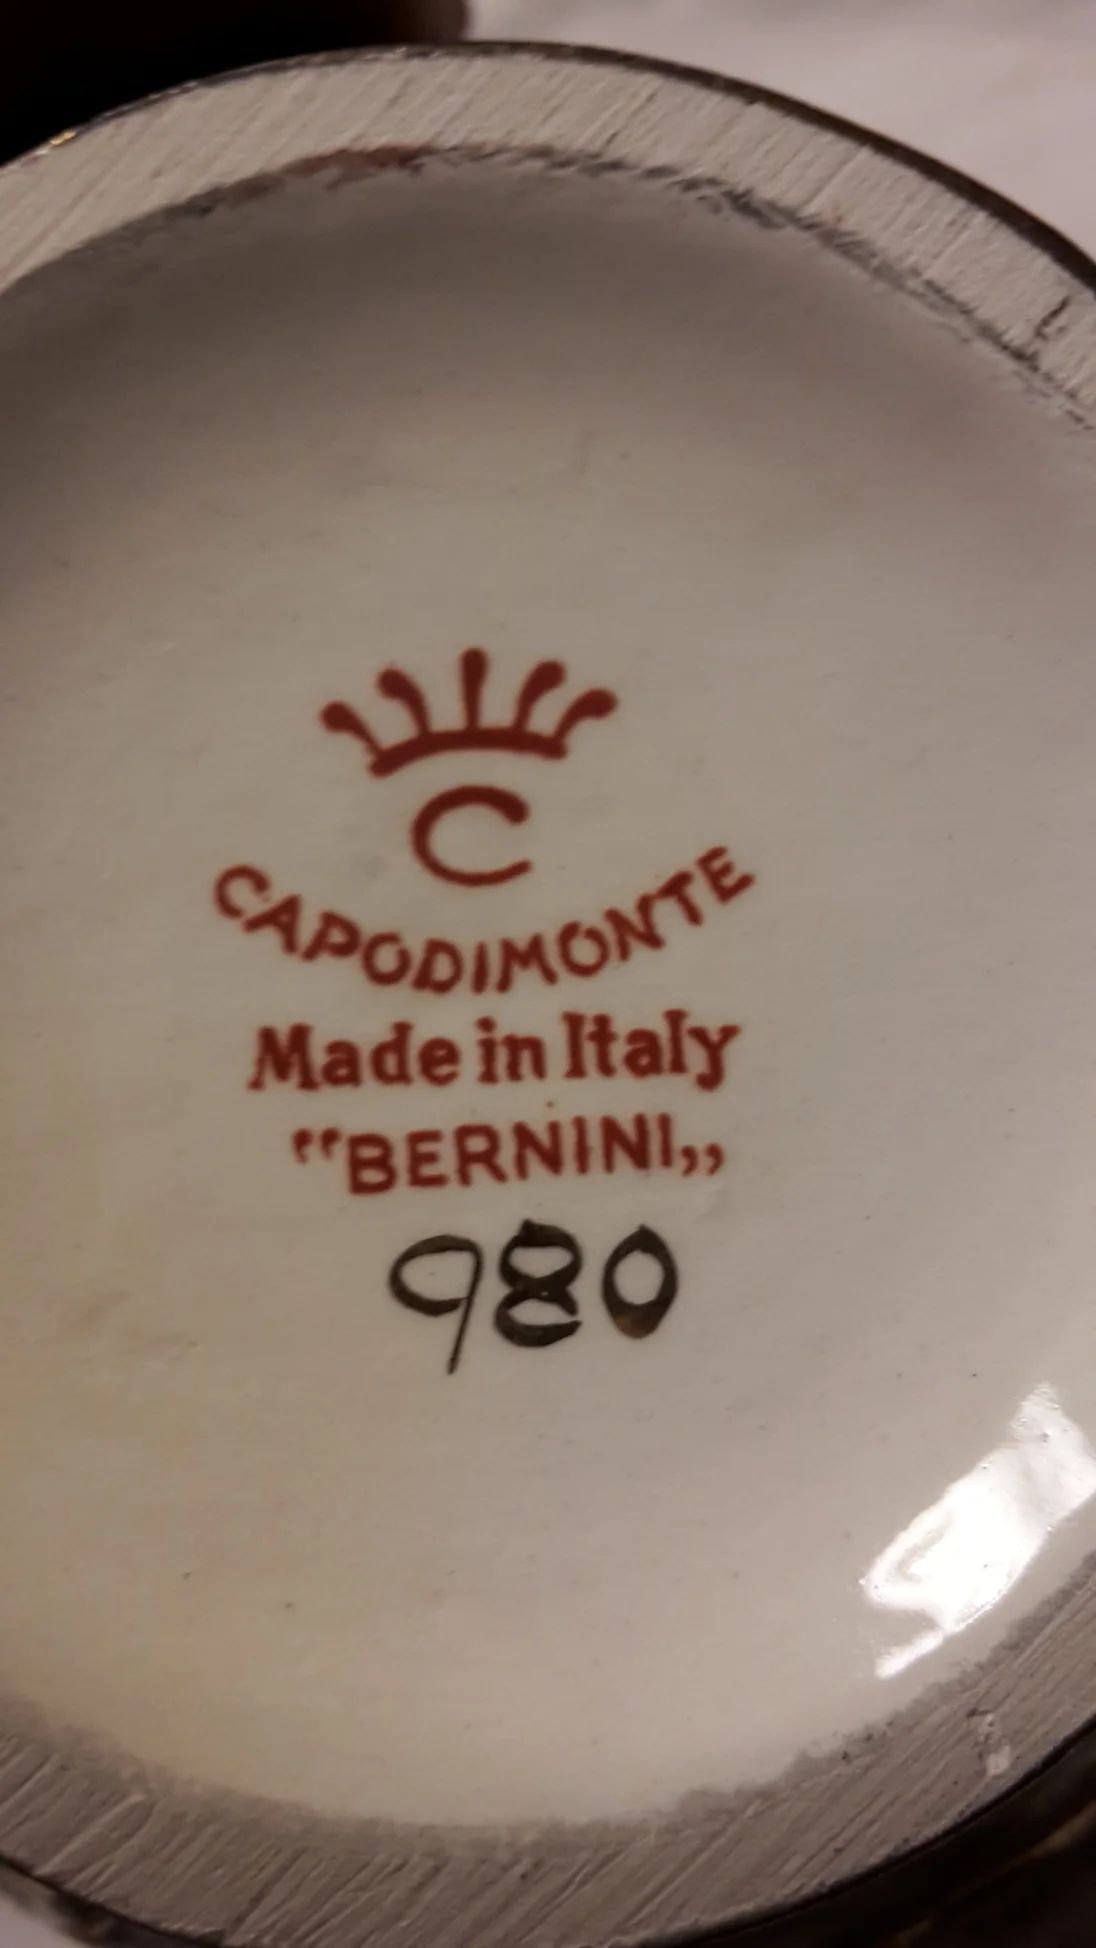 C
CAPODIMONTE
Made in Italy
"BERNINI„
980